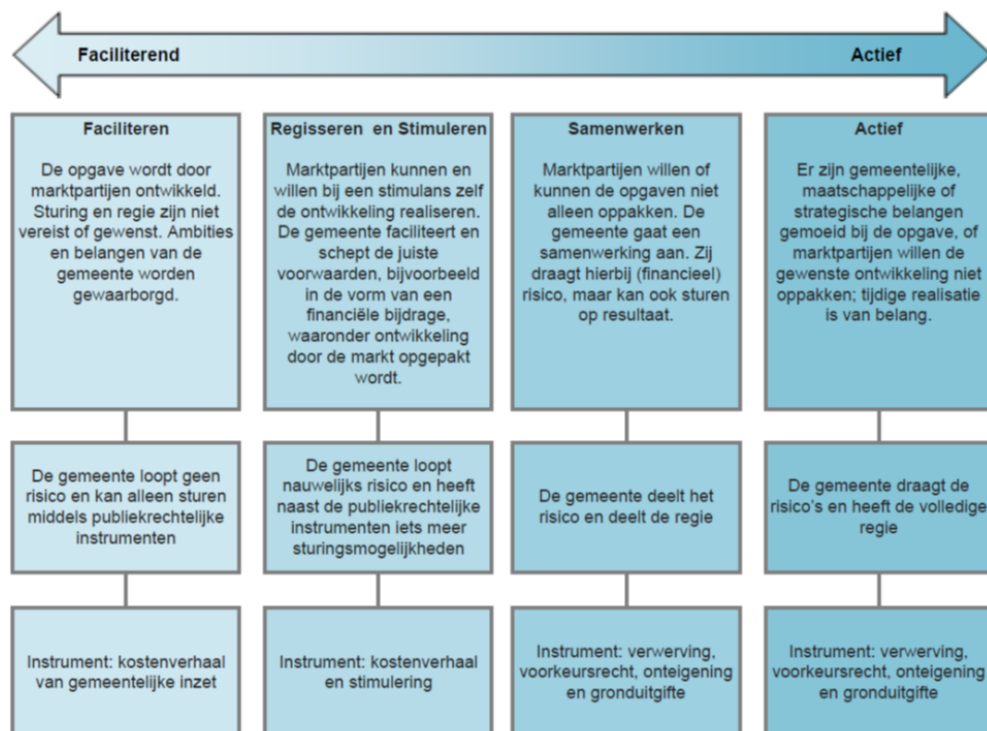 Faciliterend
Actief
Faciliteren
De opgave wordt door
marktpartijen ontwikkeld.
Sturing en regie zijn niet
vereist of gewenst. Ambities
en belangen van de
gemeente worden
gewaarborgd.
Regisseren en Stimuleren
Marktpartijen kunnen en
willen bij een stimulans zelf
de ontwikkeling realiseren.
De gemeente faciliteert en
schept de juiste
voorwaarden, bijvoorbeeld
in de vorm van een
financiële bijdrage,
waaronder ontwikkeling
door de markt opgepakt
wordt.
Samenwerken
Marktpartijen willen of
kunnen de opgaven niet
alleen oppakken. De
gemeente gaat een
samenwerking aan. Zij
draagt hierbij (financieel)
risico, maar kan ook sturen
op resultaat.
Actief
Er zijn gemeentelijke,
maatschappelijke of
strategische belangen
gemoeid bij de opgave, of
marktpartijen willen de
gewenste ontwikkeling niet
oppakken; tijdige realisatie
is van belang.
De gemeente loopt geen
risico en kan alleen sturen
middels publiekrechtelijke
instrumenten
De gemeente loopt
nauwelijks risico en heeft
naast de publiekrechtelijke
instrumenten iets meer
sturingsmogelijkheden
De gemeente deelt het
risico en deelt de regie
De gemeente draagt de
risico's en heeft de volledige
regie
Instrument: kostenverhaal
van gemeentelijke inzet
Instrument: kostenverhaal
en stimulering
Instrument: verwerving,
voorkeursrecht, onteigening
en gronduitgifte
Instrument: verwerving,
voorkeursrecht, onteigening
en gronduitgifte